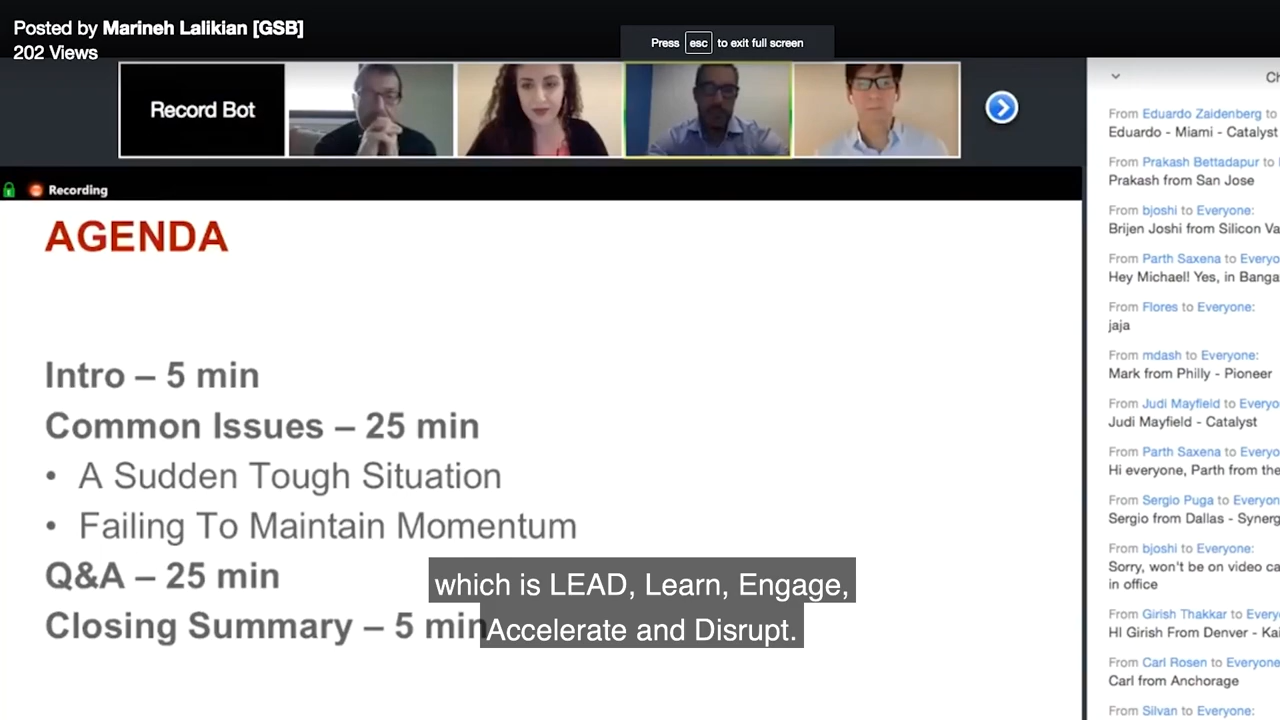 Posted by Marineh Lalikian [GSB]
202 Views
Press esc to exit full screen
Record Bot
Recording
AGENDA
Intro – 5 min
Common Issues – 25 min
• A Sudden Tough Situation
• Failing To Maintain Momentum
Q&A – 25 min
Closing Summary – 5 min
which is LEAD, Learn, Engage,
Accelerate and Disrupt.
From Eduardo Zaidenberg to
Eduardo - Miami - Catalyst
From Prakash Bettadapur to
Prakash from San Jose
From bjoshi to Everyone:
Brijen Joshi from Silicon Va
From Parth Saxena to Everyo
Hey Michael! Yes, in Banga
From Flores to Everyone:
jaja
From mdash to Everyone:
Mark from Philly - Pioneer
From Judi Mayfield to Everyo
Judi Mayfield - Catalyst
From Parth Saxena to Everyo
Hi everyone, Parth from the
From Sergio Puga to Everyon
Sergio from Dallas - Synerg
From bjoshi to Everyone:
Sorry, won't be on video ca
in office
From Girish Thakkar to Every
HI Girish From Denver - Kai
From Carl Rosen to Everyone
Carl from Anchorage
From Silvan to Everyone: